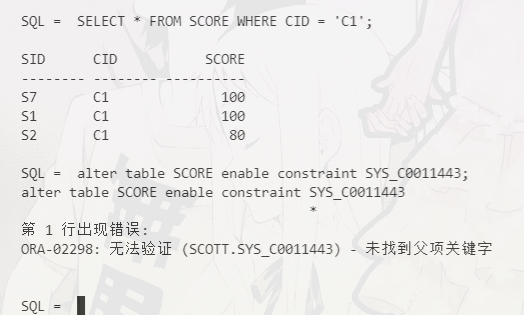 SQL =  SELECT * FROM SCORE WHERE CID = 'C1';
SID      CID           SCORE
-------- -------- ----------
S7       C1              100
S1       C1              100
S2       C1               80
SQL =  alter table SCORE enable constraint SYS_C0011443;
alter table SCORE enable constraint SYS_C0011443
*
第 1 行出现错误:
ORA-02298: 无法验证 (SCOTT.SYS_C0011443) - 未找到父项关键字
SQL =